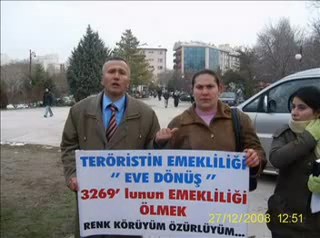 TERÖRİSTİN EMEKLİLİĞİ
" EVE DÖNÜŞ "
3269' lunun EMEKLİLİĞİ
ÖLMEK
RENK KÖRÜYÜM ÖZÜRLÜYÜM...
27/12/2008 12:51